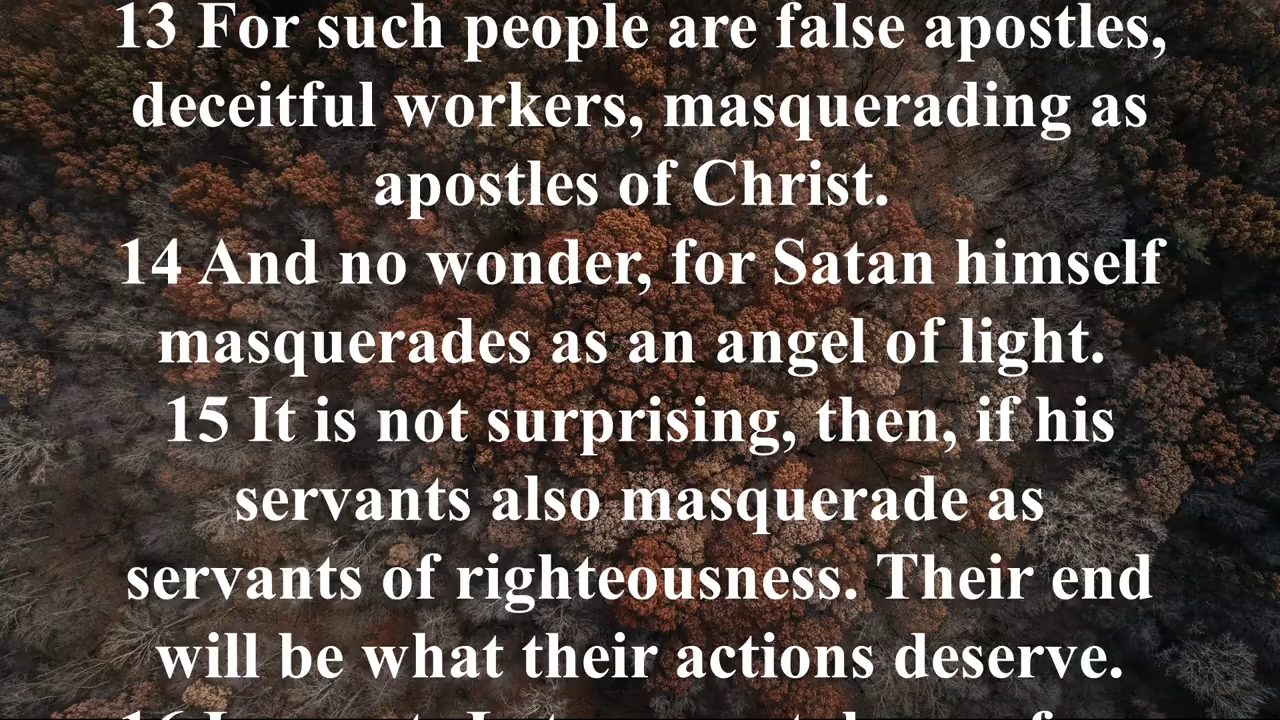 13 For such people are false apostles,
deceitful workers, masquerading as
apostles of Christ.
14 And no wonder, for Satan himself
masquerades as an angel of light.
15 It is not surprising, then, if his
servants also masquerade as
servants of righteousness. Their end
will be what their actions deserve.